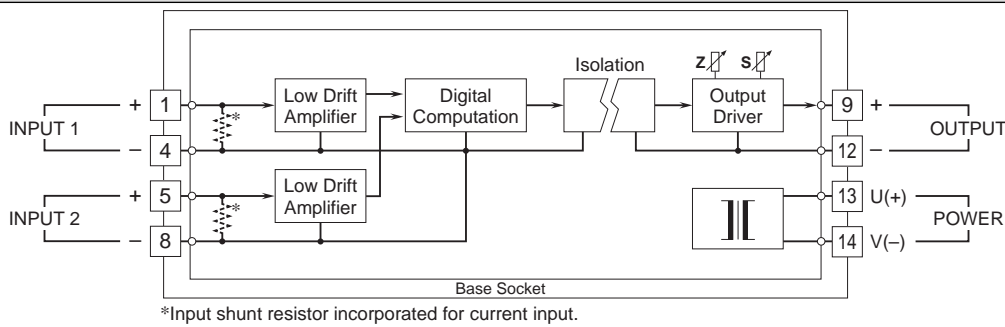 Isolation
Z S
INPUT 1
+ 1
– 4
*
Low Drift
Amplifier
Digital
Computation
Output
Driver
9 +
12 –
OUTPUT
INPUT 2
+ 5
– 8
*
Low Drift
Amplifier
13 U(+)
14 V(–)
POWER
Base Socket
*Input shunt resistor incorporated for current input.